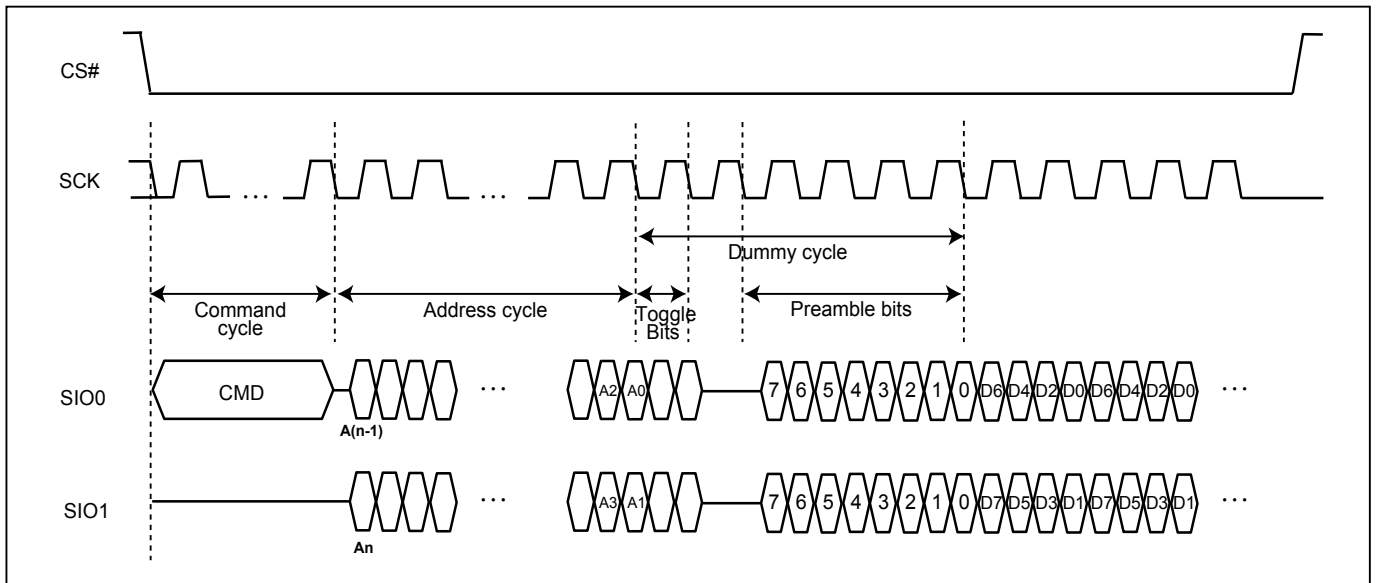 CS#
SCK
...
...
Dummy cycle
Command
cycle
Address cycle
Toggle
Bits
Preamble bits
SIO0
CMD
...
A2
A0
7
6
5
4
3
2
1
0
D6
D4
D2
D0
D6
D4
D2
D0
...
A(n-1)
SIO1
...
A3
A1
7
6
5
4
3
2
1
0
D7
D5
D3
D1
D7
D5
D3
D1
...
An